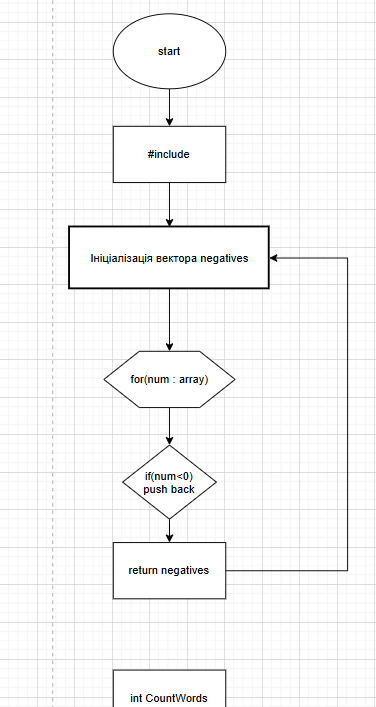 start
#include
Ініціалізація вектора negatives
for(num : array)
if(num<0)
push back
return negatives
int CountWords